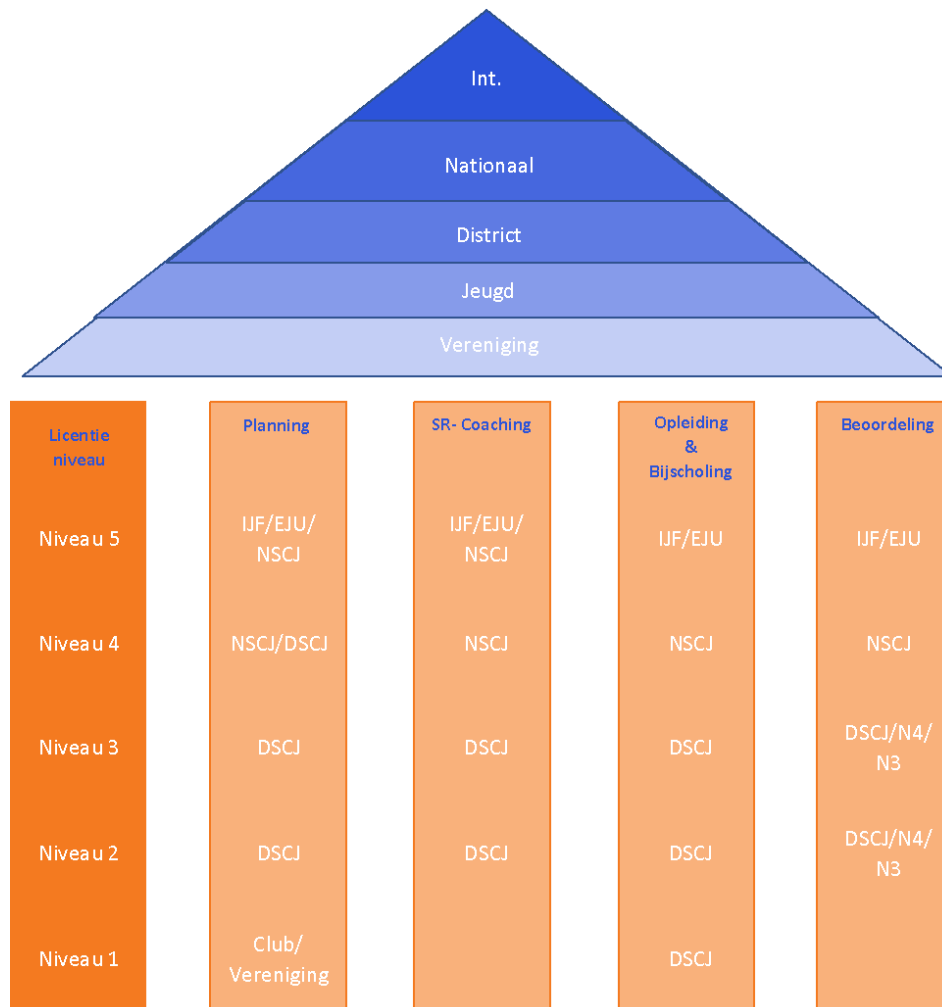 Int.
Nationaal
District
Jeugd
Vereniging
Licentie
niveau
Planning
SR- Coaching
Opleiding
&
Bijscholing
Beoordeling
Niveau 5
IJF/EJU/
NSCJ
IJF/EJU/
NSCJ
IJF/EJU
IJF/EJU
Niveau 4
NSCJ/DSCJ
NSCJ
NSCJ
NSCJ
Niveau 3
DSCJ
DSCJ
DSCJ
DSCJ/N4/
N3
Niveau 2
DSCJ
DSCJ
DSCJ
DSCJ/N4/
N3
Niveau 1
Club/
Vereniging
DSCJ